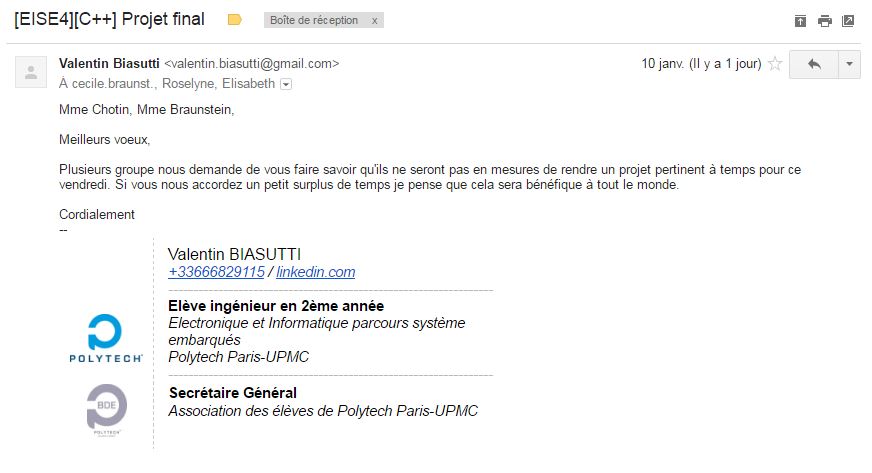 [EISE4][C++] Projet final
Boîte de réception x
Valentin Biasutti <valentin.biasutti@gmail.com>
10 janv. (Il y a 1 jour)
À cecile.braunst., Roselyne, Elisabeth
Mme Chotin, Mme Braunstein,
Meilleurs voeux,
Plusieurs groupe nous demande de vous faire savoir qu'ils ne seront pas en mesures de rendre un projet pertinent à temps pour ce
vendredi. Si vous nous accordez un petit surplus de temps je pense que cela sera bénéfique à tout le monde.
Cordialement
--
Valentin BIASUTTI
+33666829115 / linkedin.com
Elève ingénieur en 2ème année
Electronique et Informatique parcours système
embarqués
Polytech Paris-UPMC
POLYTECH
Secrétaire Général
Association des élèves de Polytech Paris-UPMC
BDE
POLYTECH